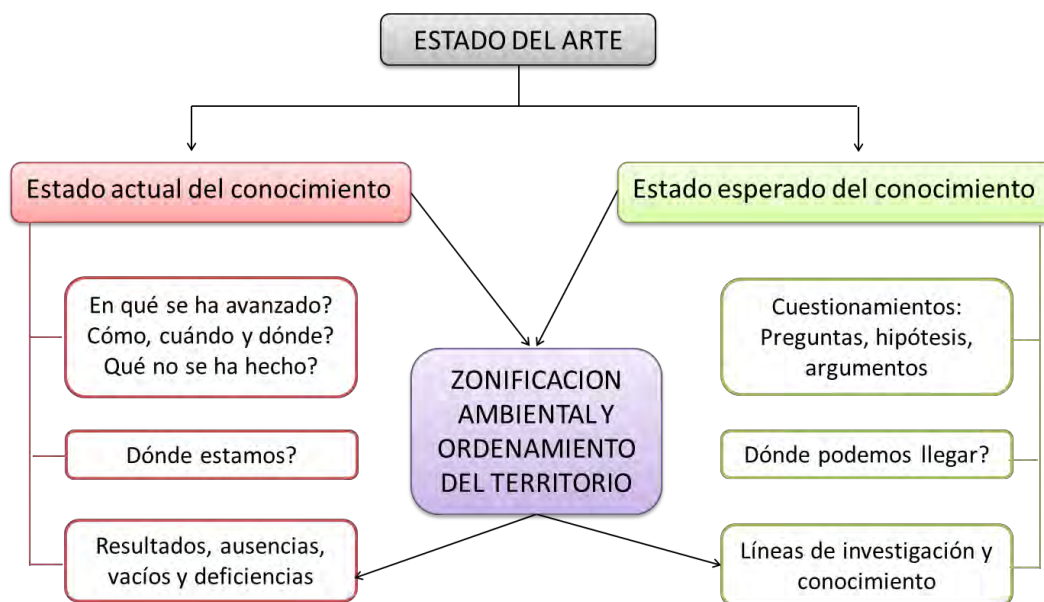 ESTADO DEL ARTE
Estado actual del conocimiento
En qué se ha avanzado?
Cómo, cuándo y dónde?
Qué no se ha hecho?
Dónde estamos?
Resultados, ausencias,
vacíos y deficiencias
ZONIFICACION
AMBIENTAL Y
ORDENAMIENTO
DEL TERRITORIO
Estado esperado del conocimiento
Cuestionamientos:
Preguntas, hipótesis,
argumentos
Dónde podemos llegar?
Líneas de investigación y
conocimiento